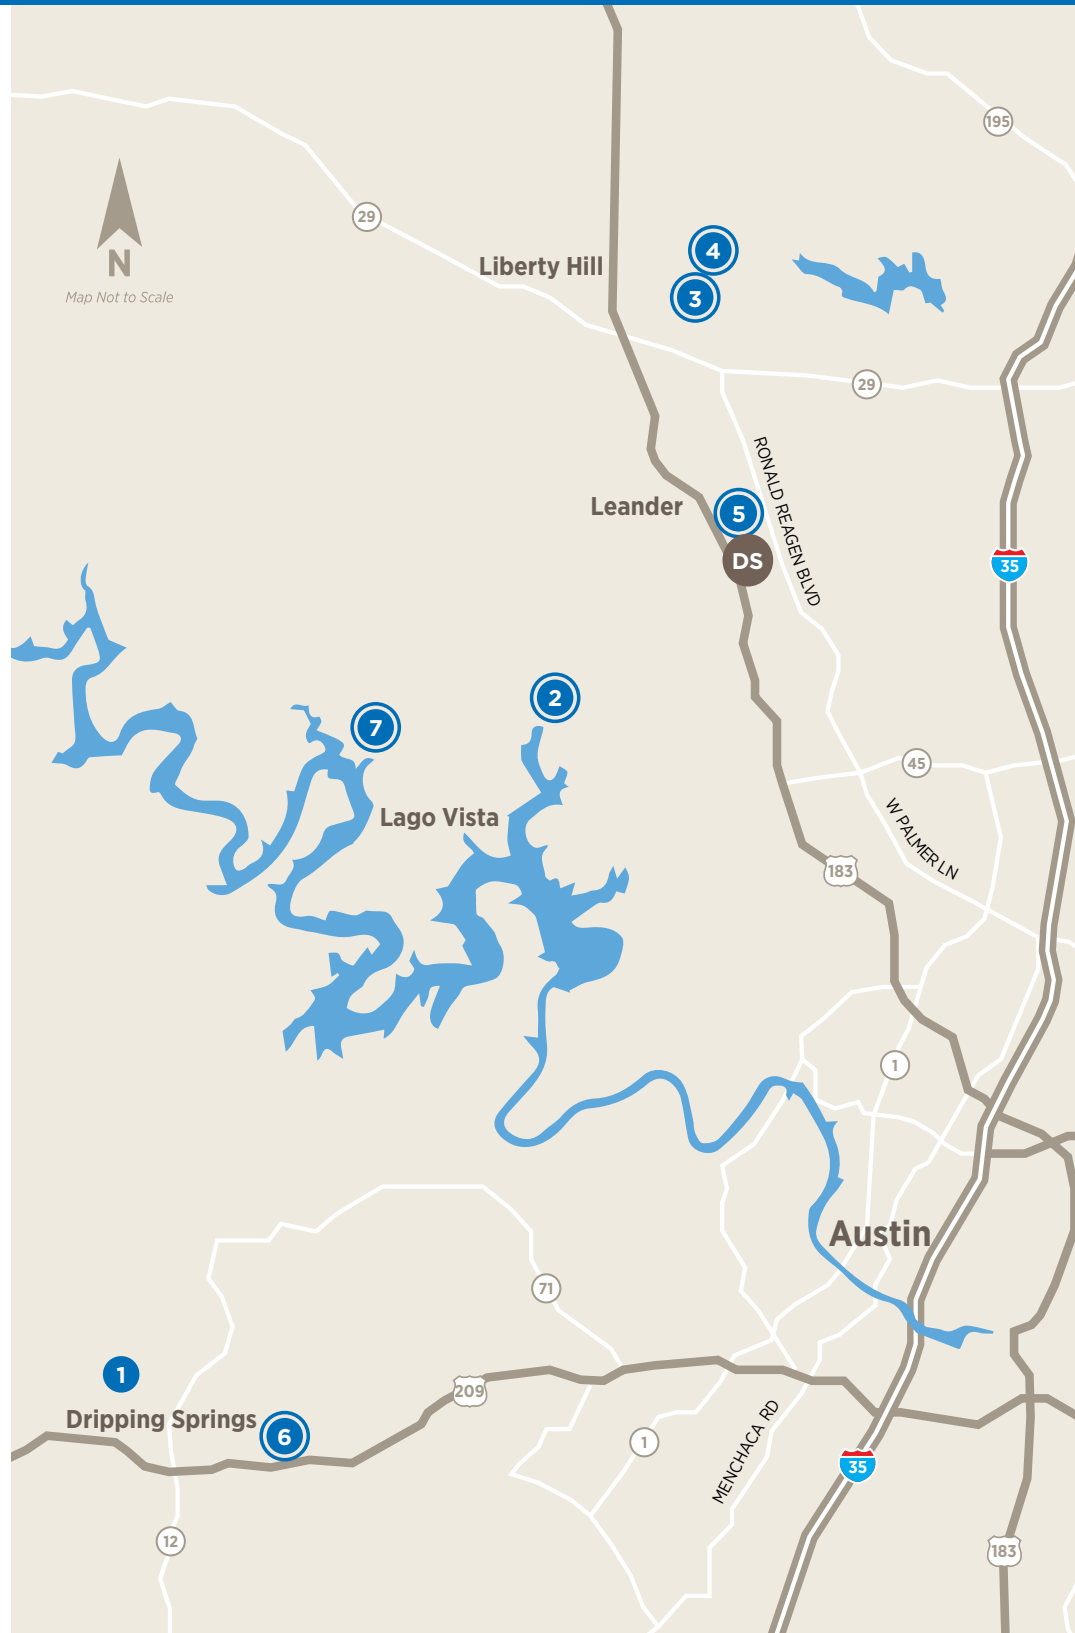 195
29
4
Liberty Hill
3
N
Map Not to Scale
29
RONALD REAGEN BLVD
Leander
5
DS
35
2
7
45
Lago Vista
W PALMER LN
183
1
Austin
71
1
209
Dripping Springs
6
MENCHACA RD
1
35
12
183